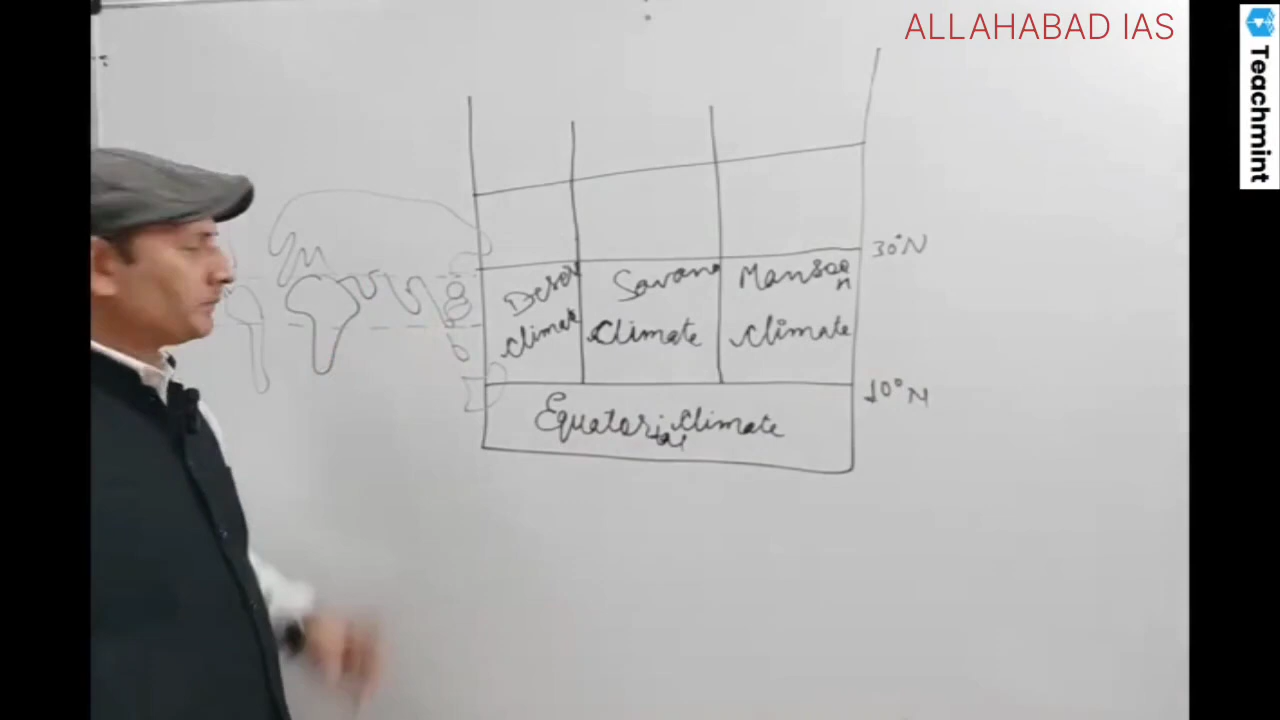 ALLAHABAD IAS
Teachmint
30°N
Desert Savana Mansoon
climate climate climate
10°N
Equatorial climate